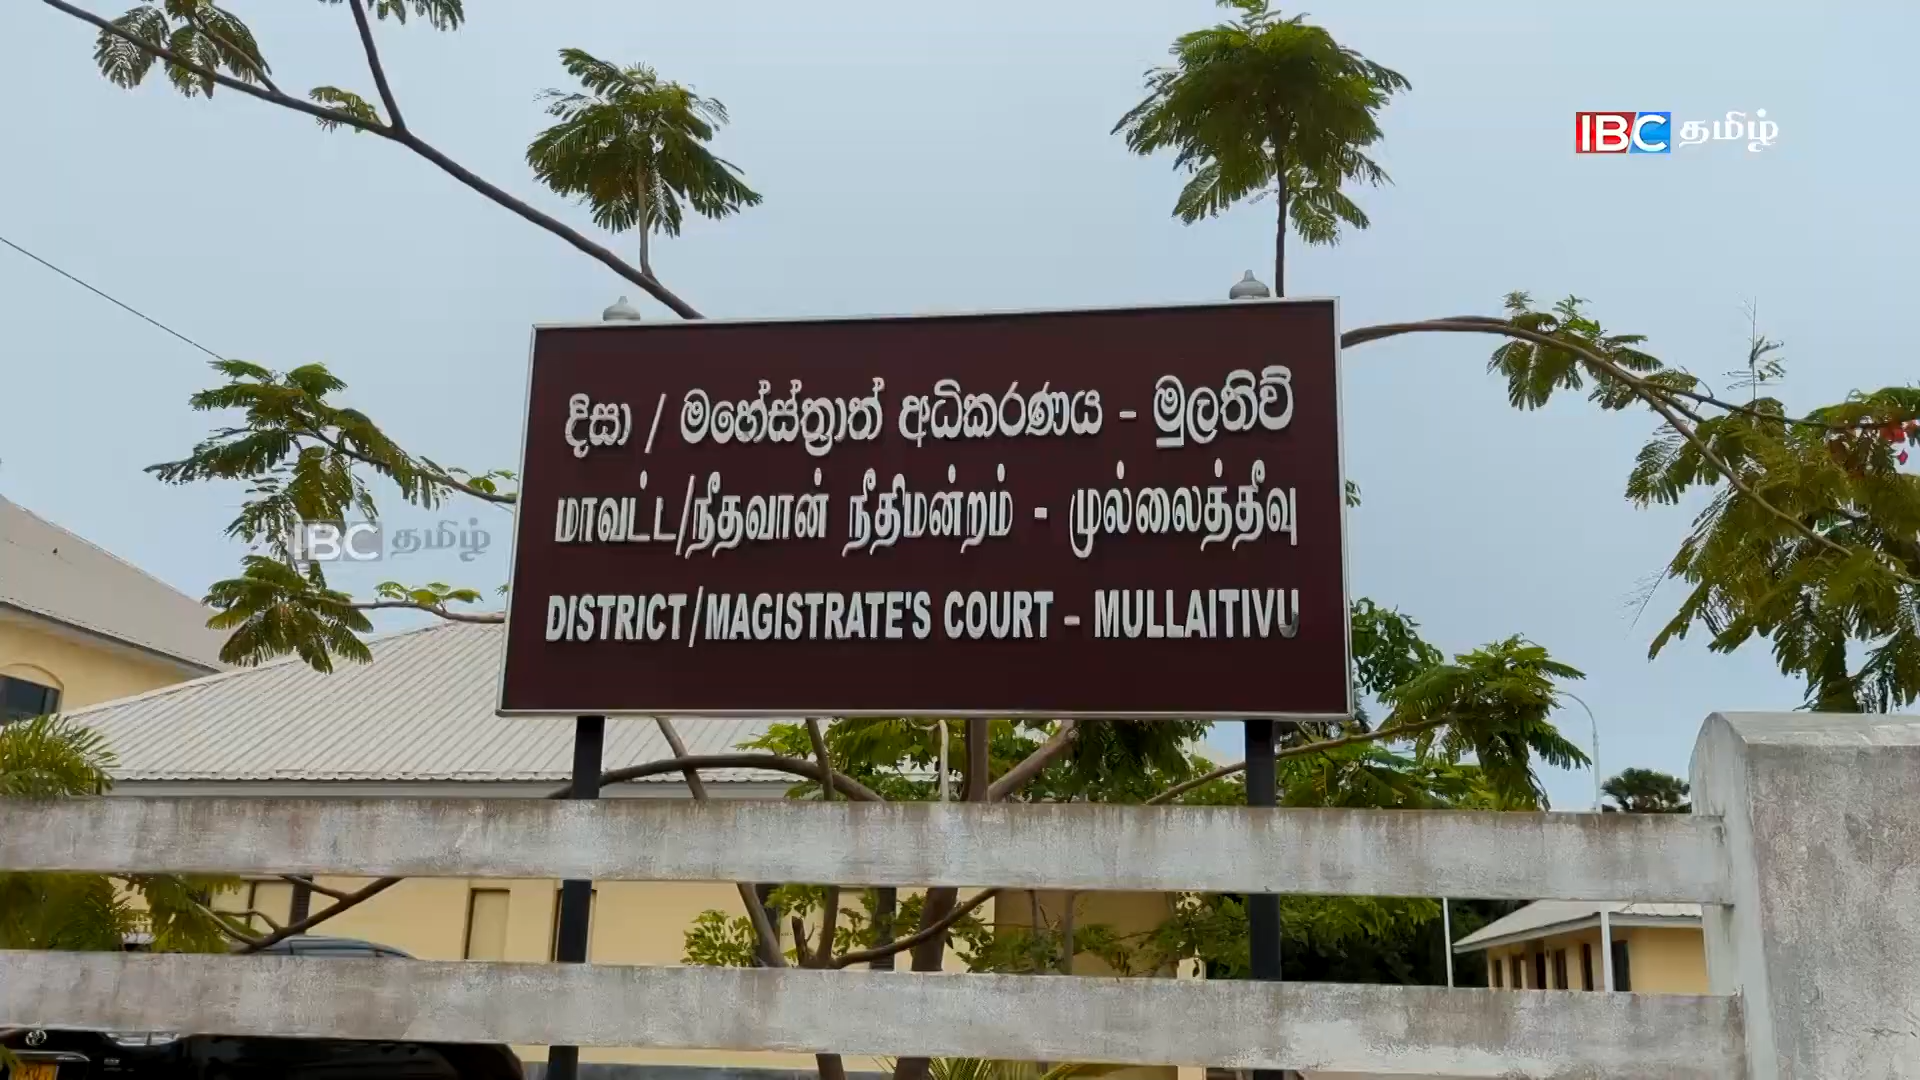 IBC தமிழ்
දිසා / මහේස්ත්‍රාත් අධිකරණය - මුලතිව්
மாவட்ட/நீதவான் நீதிமன்றம் - முல்லைத்தீவு
IBC தமிழ்
DISTRICT/MAGISTRATE'S COURT - MULLAITIVU